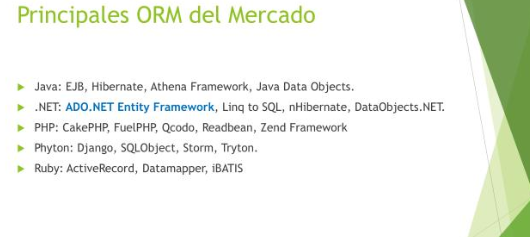 Principales ORM del Mercado
Java: EJB, Hibernate, Athena Framework, Java Data Objects.
.NET: ADO.NET Entity Framework, Linq to SQL, nHibernate, DataObjects.NET.
PHP: CakePHP, FuelPHP, Qcodo, Readbean, Zend Framework
Phyton: Django, SQLObject, Storm, Tryton.
Ruby: ActiveRecord, Datamapper, iBATIS